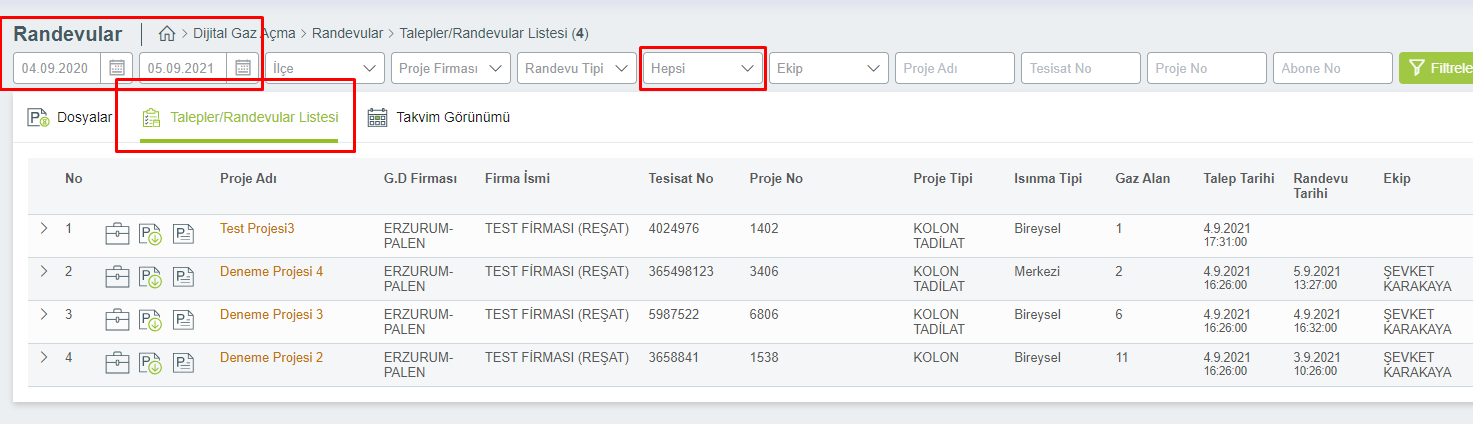 Randevular > Dijital Gaz Açma > Randevular > Talepler/Randevular Listesi (4)
04.09.2020 05.09.2021 İlçe Proje Firması Randevu Tipi Hepsi Ekip Proje Adı Tesisat No Proje No Abone No Filtrele
Dosyalar Talepler/Randevular Listesi Takvim Görünümü
No Proje Adı G.D Firması Firma İsmi Tesisat No Proje No Proje Tipi Isınma Tipi Gaz Alan Talep Tarihi Randevu Ekip
Tarihi
1 Test Projesi3 ERZURUM- TEST FİRMASI (REŞAT) 4024976 1402 KOLON Bireysel 1 4.9.2021
PALEN TADİLAT 17:31:00
2 Deneme Projesi 4 ERZURUM- TEST FİRMASI (REŞAT) 365498123 3406 KOLON Merkezi 2 4.9.2021 5.9.2021 ŞEVKET
PALEN TADİLAT 16:26:00 13:27:00 KARAKAYA
3 Deneme Projesi 3 ERZURUM- TEST FİRMASI (REŞAT) 5987522 6806 KOLON Bireysel 6 4.9.2021 4.9.2021 ŞEVKET
PALEN TADİLAT 16:26:00 16:32:00 KARAKAYA
4 Deneme Projesi 2 ERZURUM- TEST FİRMASI (REŞAT) 3658841 1538 KOLON Bireysel 11 4.9.2021 3.9.2021 ŞEVKET
PALEN 16:26:00 10:26:00 KARAKAYA